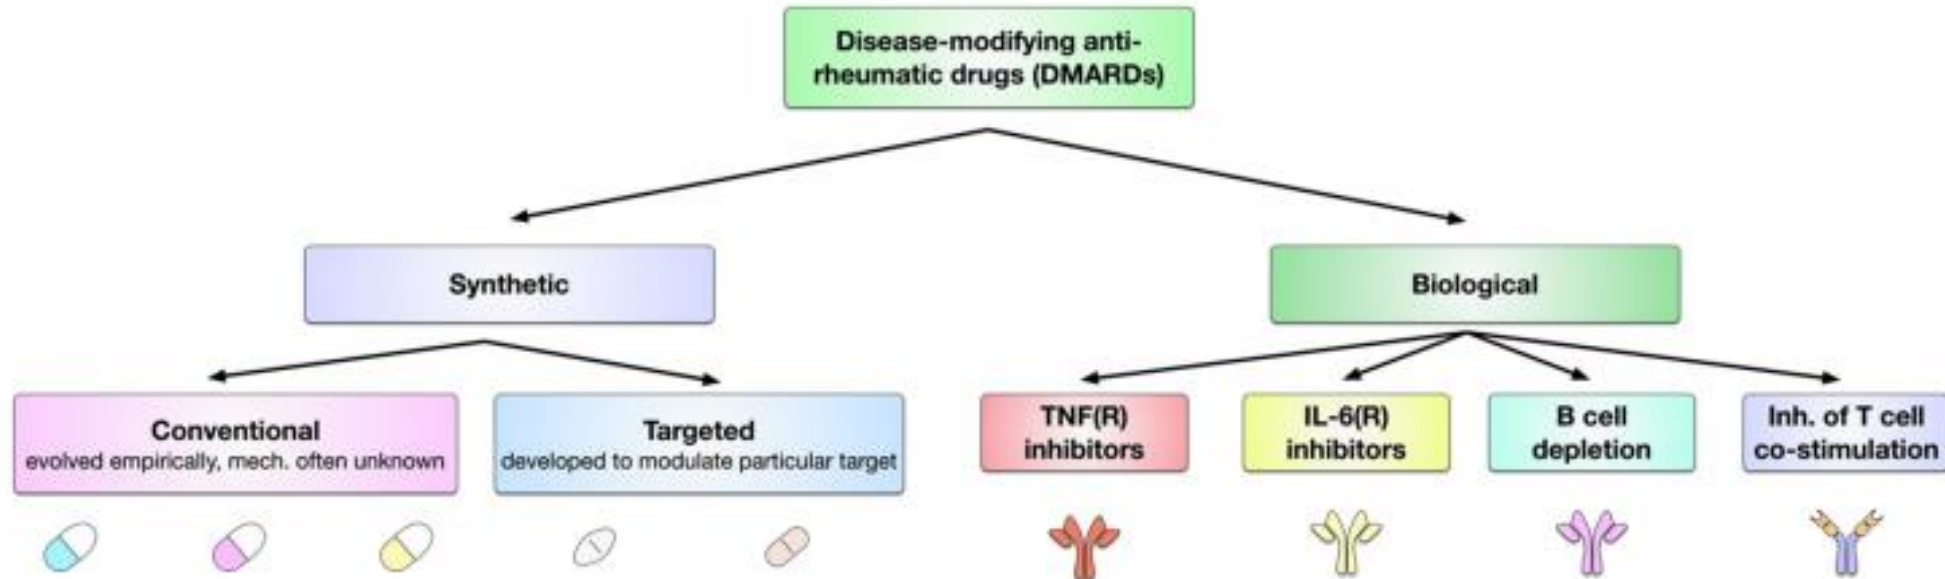 Disease-modifying anti-
rheumatic drugs (DMARDs)
Synthetic
Biological
Conventional
evolved empirically, mech. often unknown
Targeted
developed to modulate particular target
TNF(R)
inhibitors
IL-6(R)
inhibitors
B cell
depletion
Inh. of T cell
co-stimulation